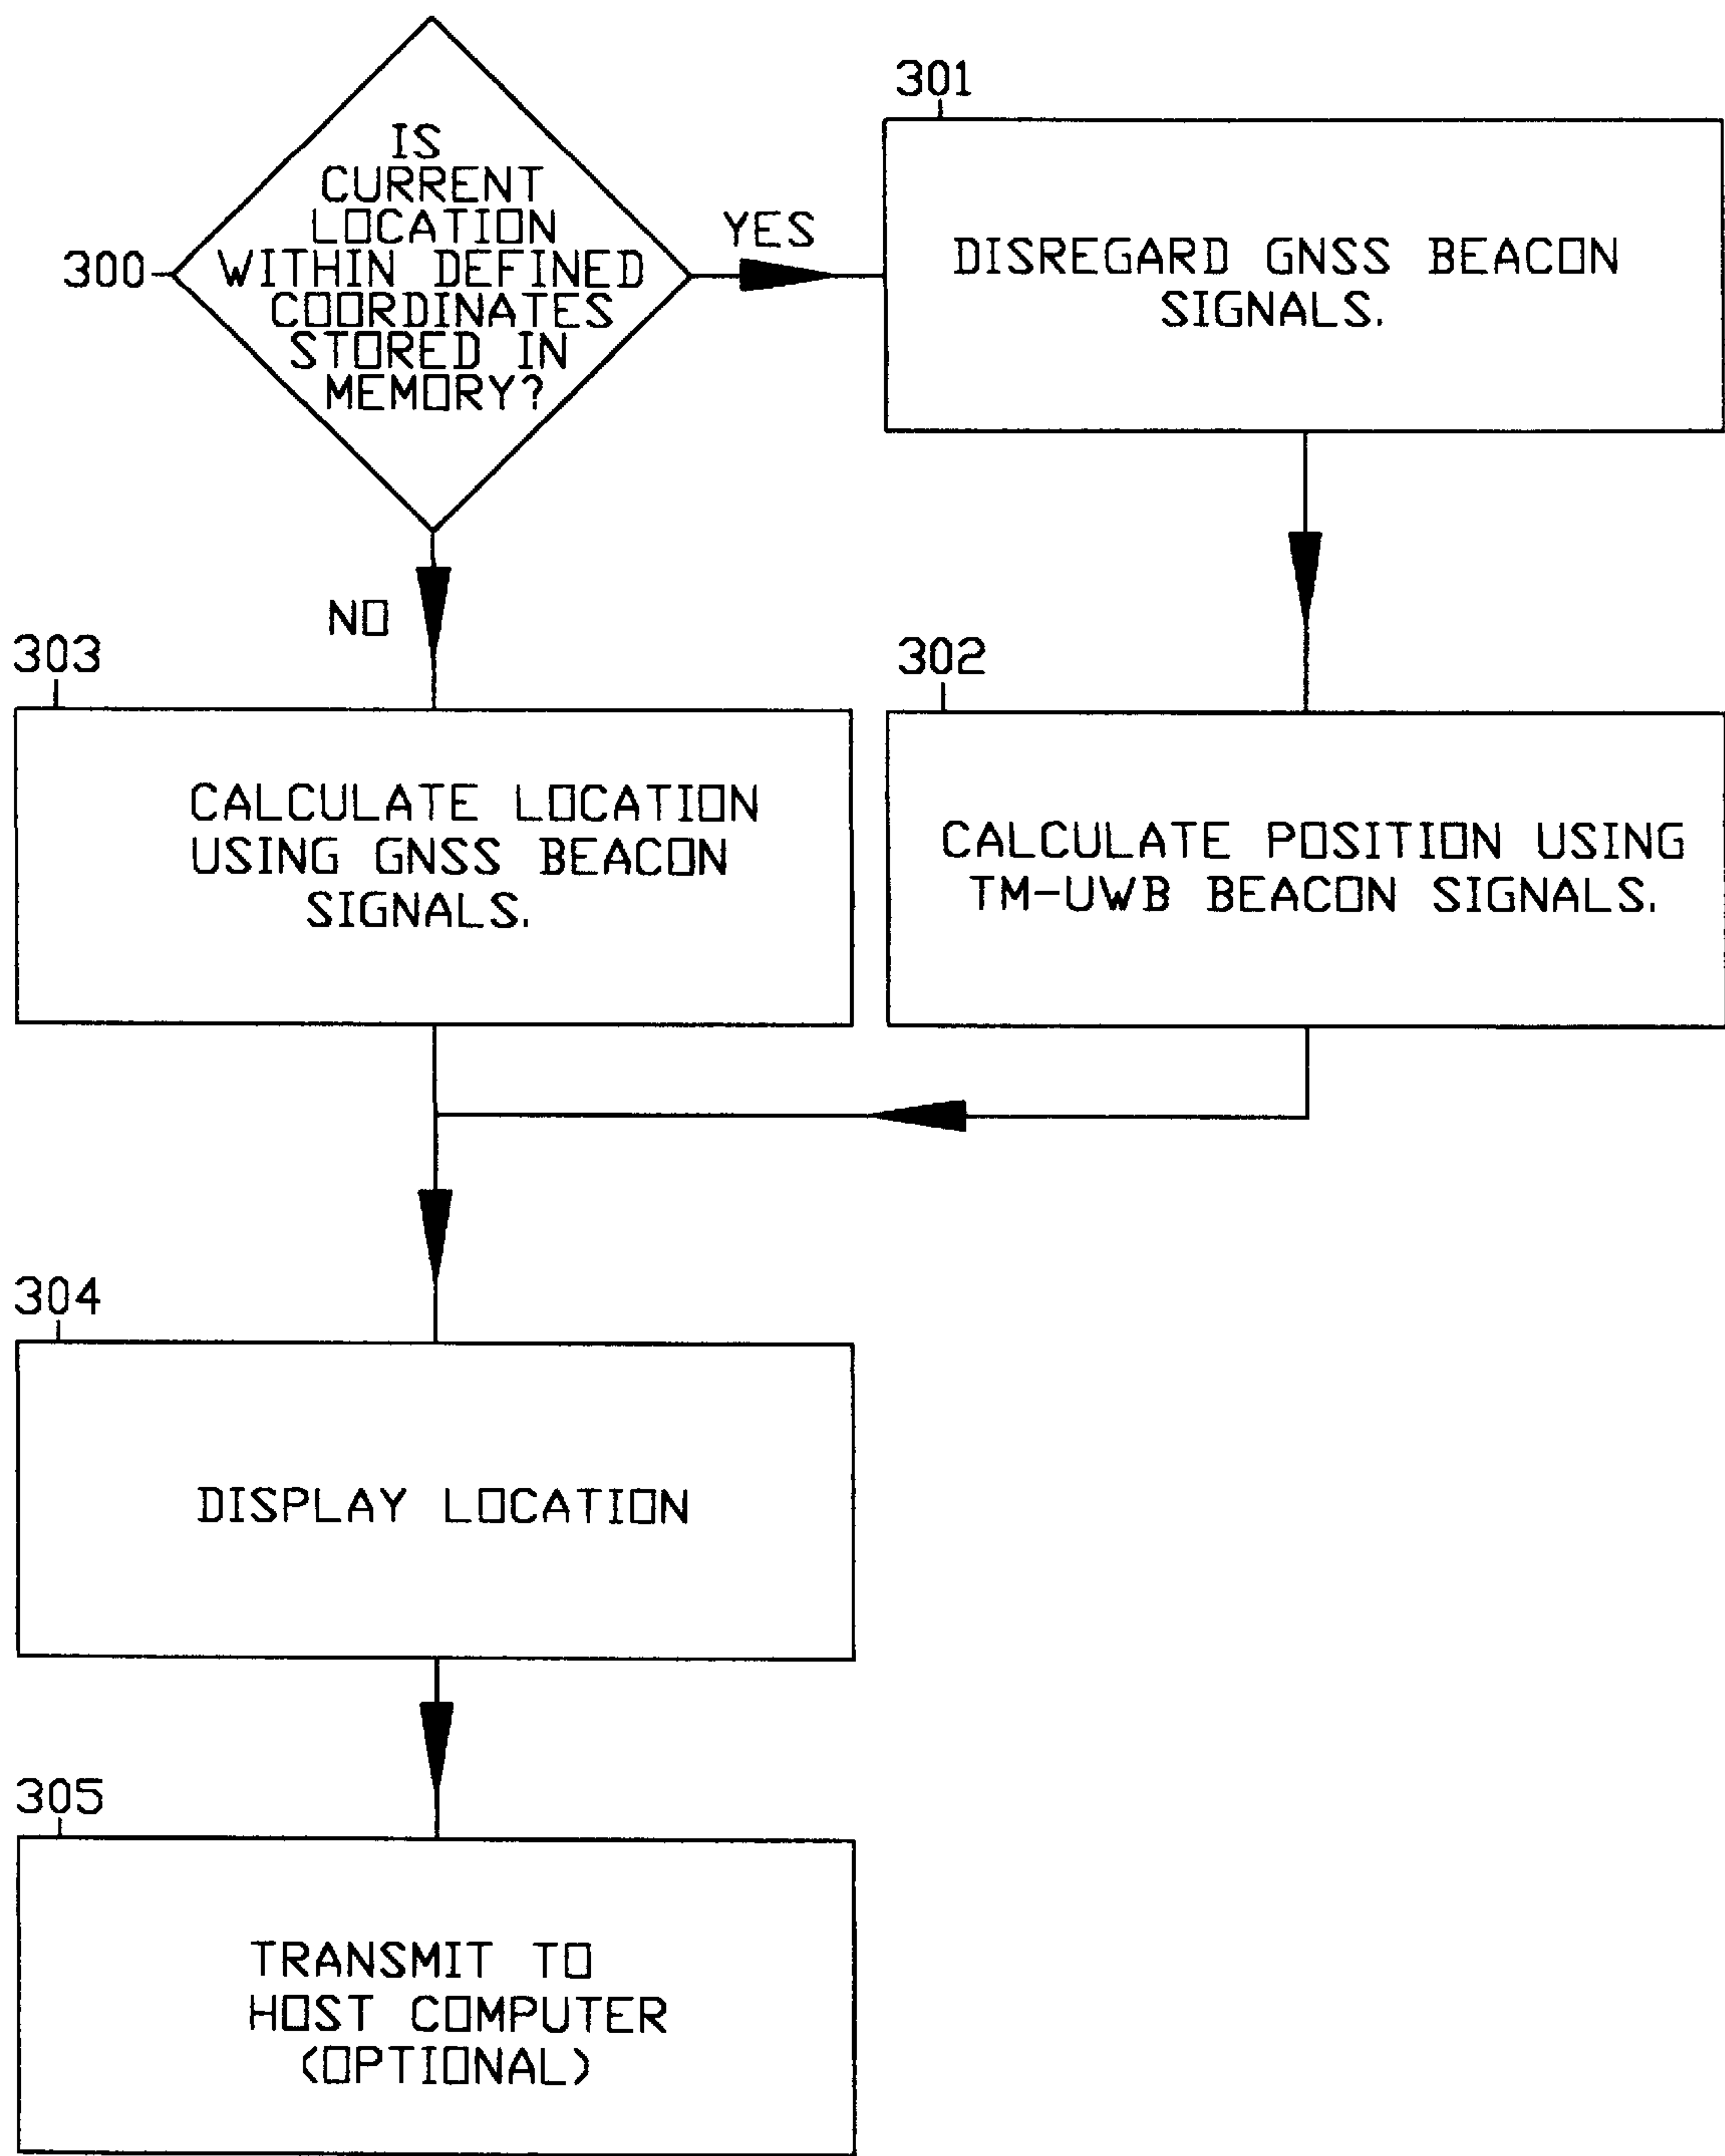 300
IS
CURRENT
LOCATION
WITHIN DEFINED
COORDINATES
STORED IN
MEMORY?
YES
NO
301
DISREGARD GNSS BEACON
SIGNALS.
303
CALCULATE LOCATION
USING GNSS BEACON
SIGNALS.
302
CALCULATE POSITION USING
TM-UWB BEACON SIGNALS.
304
DISPLAY LOCATION
305
TRANSMIT TO
HOST COMPUTER
(OPTIONAL)